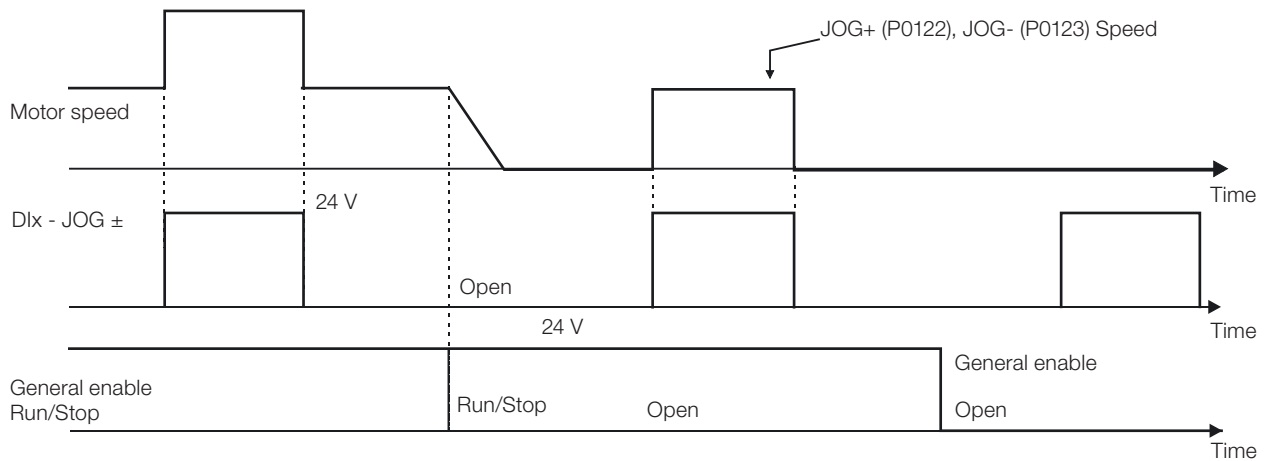 JOG+ (P0122), JOG- (P0123) Speed
Motor speed
Time
24 V
DIx - JOG ±
Open
Time
24 V
General enable
General enable
Run/Stop
Run/Stop
Open
Open
Time